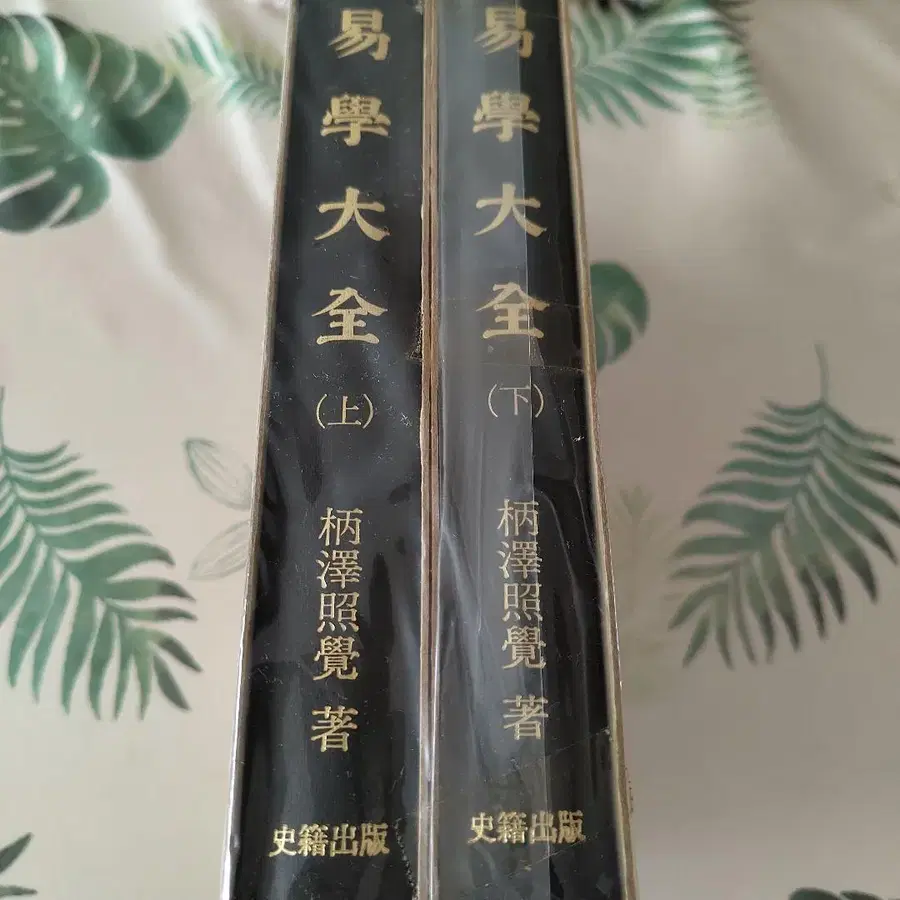 易學大全(上)
柄澤照覺 著
史籍出版
易學大全(下)
柄澤照覺 著
史籍出版